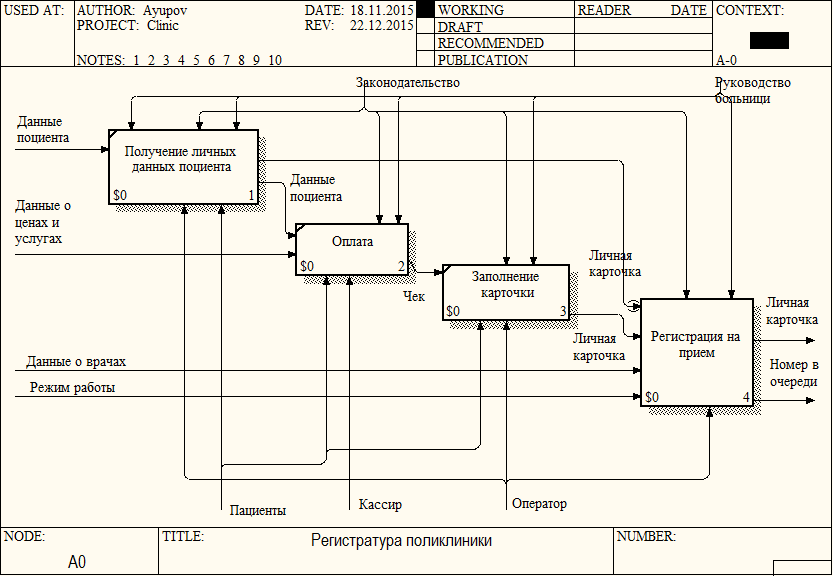 USED AT:
AUTHOR: Ayupov
DATE: 18.11.2015
PROJECT: Clinic
REV: 22.12.2015
NOTES: 1 2 3 4 5 6 7 8 9 10
WORKING
DRAFT
RECOMMENDED
PUBLICATION
READER
DATE
CONTEXT:
A-0
Законодательство
Руководство
больници
Данные
поциента
Получение личных
данных поциента
$0
1
Данные
поциента
Данные о
ценах и
услугах
Оплата
$0
2
Чек
Заполнение
карточки
$0
3
Личная
карточка
Личная
карточка
Регистрация на
прием
$0
4
Личная
карточка
Номер в
очереди
Данные о врачах
Режим работы
Пациенты
Кассир
Оператор
NODE:
A0
TITLE:
Регистратура поликлиники
NUMBER: